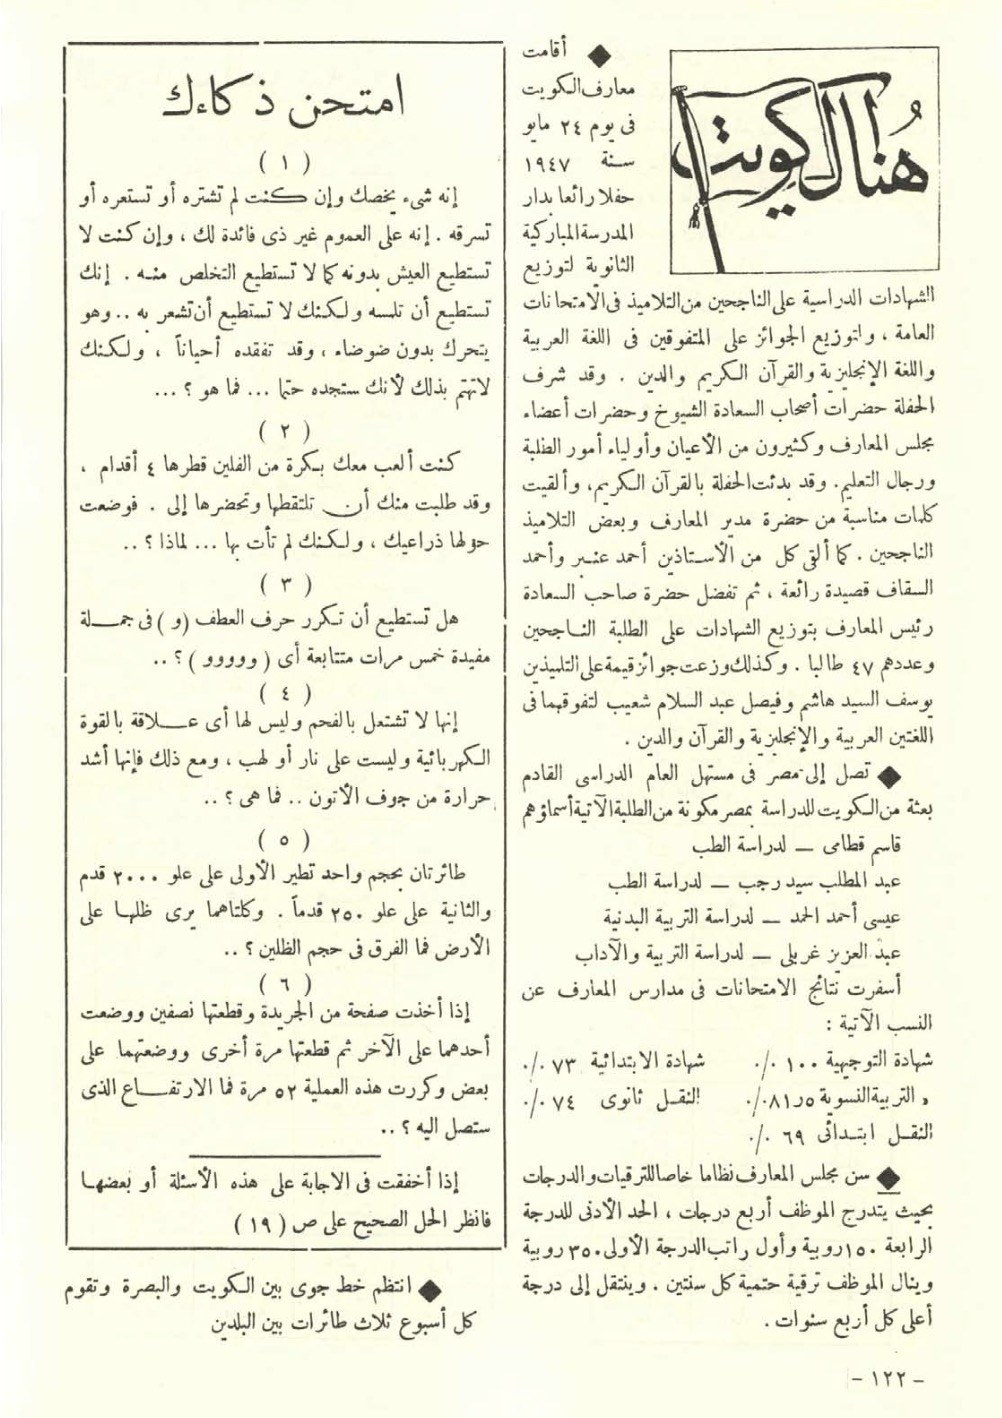 هنا الكويت
◆ أقامت
معارف الكويت
فى يوم ٢٤ مايو
سنة ١٩٤٧
حفلا رائعا بدار
المدرسة المباركية
الثانوية لتوزيع
الشهادات الدراسية على الناجحين من التلاميذ فى الامتحانات
العامة ، ولتوزيع الجوائز على المتفوقين فى اللغة العربية
واللغة الإنجليزية والقرآن الكريم والدين . وقد شرف
الحفلة حضرات أصحاب السعادة الشيوخ وحضرات أعضاء
مجلس المعارف وكثيرون من الأعيان وأولياء أمور الطلبة
ورجال التعليم. وقد بدئت الحفلة بالقرآن الكريم، وألقيت
كلمات مناسبة من حضرة مدير المعارف وبعض التلاميذ
الناجحين . كما ألقى كل من الأستاذين أحمد عنبر وأحمد
السقاف قصيدة رائعة ، ثم تفضل حضرة صاحب السعادة
رئيس المعارف بتوزيع الشهادات على الطلبة الناجحين
وعددهم ٤٧ طالبا . وكذلك وزعت جوائز قيمة على التلميذين
يوسف السيد هاشم وفيصل عبد السلام شعيب لتفوقهما فى
اللغتين العربية والإنجليزية والقرآن والدين .
◆ تصل إلى مصر فى مستهل العام الدراسى القادم
بعثة من الكويت للدراسة بمصر مكونة من الطلبة الآتية أسماؤهم
قاسم قطامى — لدراسة الطب
عبد المطلب سيد رجب — لدراسة الطب
عيسى أحمد الحمد — لدراسة التربية البدنية
عبد العزيز غربلى — لدراسة التربية والآداب
أسفرت نتائج الامتحانات فى مدارس المعارف عن
النسب الآتية :
شهادة التوجيهية ١٠٠ ٠/٠ شهادة الابتدائية ٧٣ ٠/٠
« التربية النسوية ٨١٫٥ ٠/٠ النقل ثانوى ٧٤ ٠/٠
النقل ابتدائى ٦٩ ٠/٠
◆ سن مجلس المعارف نظاما خاصا للترقيات والدرجات
بحيث يتدرج الموظف أربع درجات ، الحد الأدنى للدرجة
الرابعة ١٥٠ روبية وأول راتب الدرجة الأولى ٣٥٠ روبية
وينال الموظف ترقية حتمية كل سنتين . وينتقل إلى درجة
أعلى كل أربع سنوات .
امتحن ذكاءك
( ١ )
إنه شىء يخصك وإن كنت لم تشتره أو تستعره أو
تسرقه . إنه على العموم غير ذى فائدة لك ، وإن كنت لا
تستطيع العيش بدونه كما لا تستطيع التخلص منه . إنك
تستطيع أن تلمسه ولكنك لا تستطيع أن تشعر به .. وهو
يتحرك بدون ضوضاء ، وقد تفقده أحياناً ، ولكنك
لا تهتم بذلك لأنك ستجده حتما ... فما هو ؟ ...
( ٢ )
كنت ألعب معك بكرة من الفلين قطرها ٤ أقدام ،
وقد طلبت منك أن تلتقطها وتحضرها إلى . فوضعت
حولها ذراعيك ، ولكنك لم تأت بها ... لماذا ؟ ..
( ٣ )
هل تستطيع أن تكرر حرف العطف (و) فى جملة
مفيدة خمس مرات متتابعة أى ( ووووو ) ؟ ..
( ٤ )
إنها لا تشتعل بالفحم وليس لها أى علاقة بالقوة
الكهربائية وليست على نار أو لهب ، ومع ذلك فإنها أشد
حرارة من جوف الأتون .. فما هى ؟ ..
( ٥ )
طائرتان بحجم واحد تطير الأولى على علو ٢٠٠٠ قدم
والثانية على علو ٢٥٠ قدماً . وكلتاهما يرى ظلها على
الأرض فما الفرق فى حجم الظلين ؟ ..
( ٦ )
إذا أخذت صفحة من الجريدة وقطعتها نصفين ووضعت
أحدهما على الآخر ثم قطعتها مرة أخرى ووضعتهما على
بعض وكررت هذه العملية ٥٢ مرة فما الارتفاع الذى
ستصل اليه ؟ ..
إذا أخفقت فى الاجابة على هذه الأسئلة أو بعضها
فانظر الحل الصحيح على ص ( ١٩ )
◆ انتظم خط جوى بين الكويت والبصرة وتقوم
كل أسبوع ثلاث طائرات بين البلدين
- ١٢٢ -